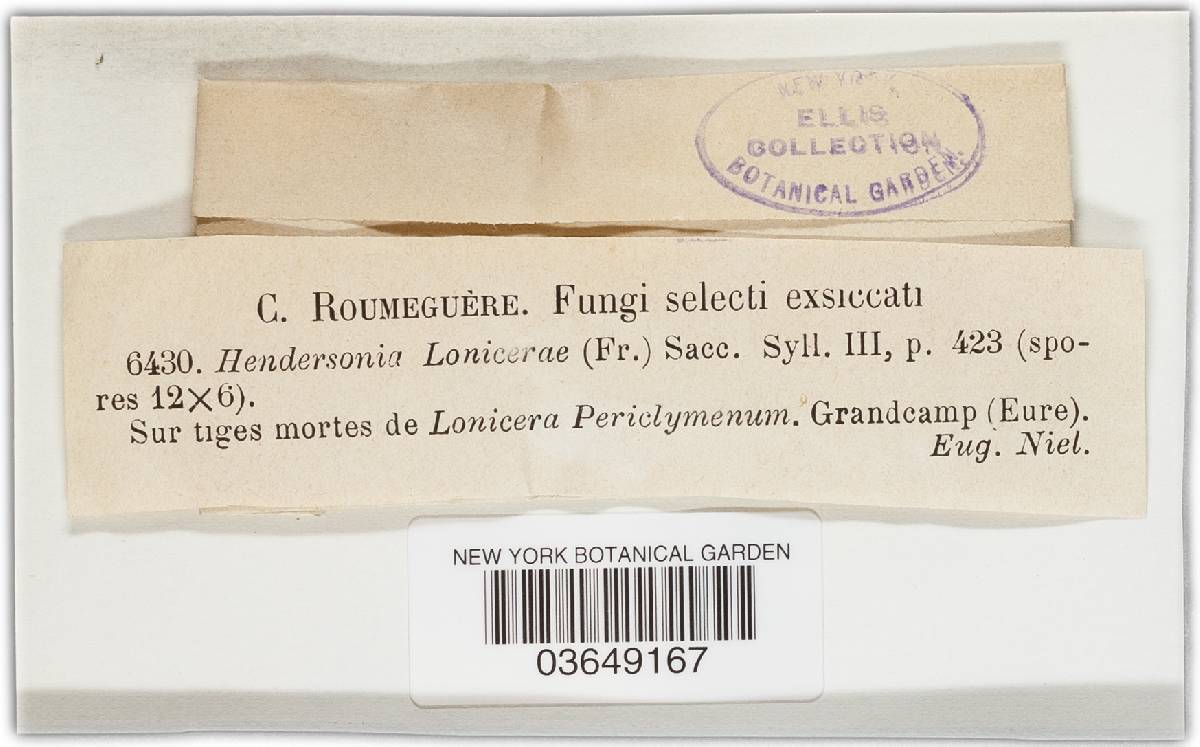 NEW YORK
ELLIS
COLLECTION
BOTANICAL GARDEN.
C. ROUMEGUÈRE. Fungi selecti exsiccati
6430. Hendersonia Lonicerae (Fr.) Sacc. Syll. III, p. 423 (spo-
res 12×6).
Sur tiges mortes de Lonicera Periclymenum. Grandcamp (Eure).
Eug. Niel.
NEW YORK BOTANICAL GARDEN
03649167